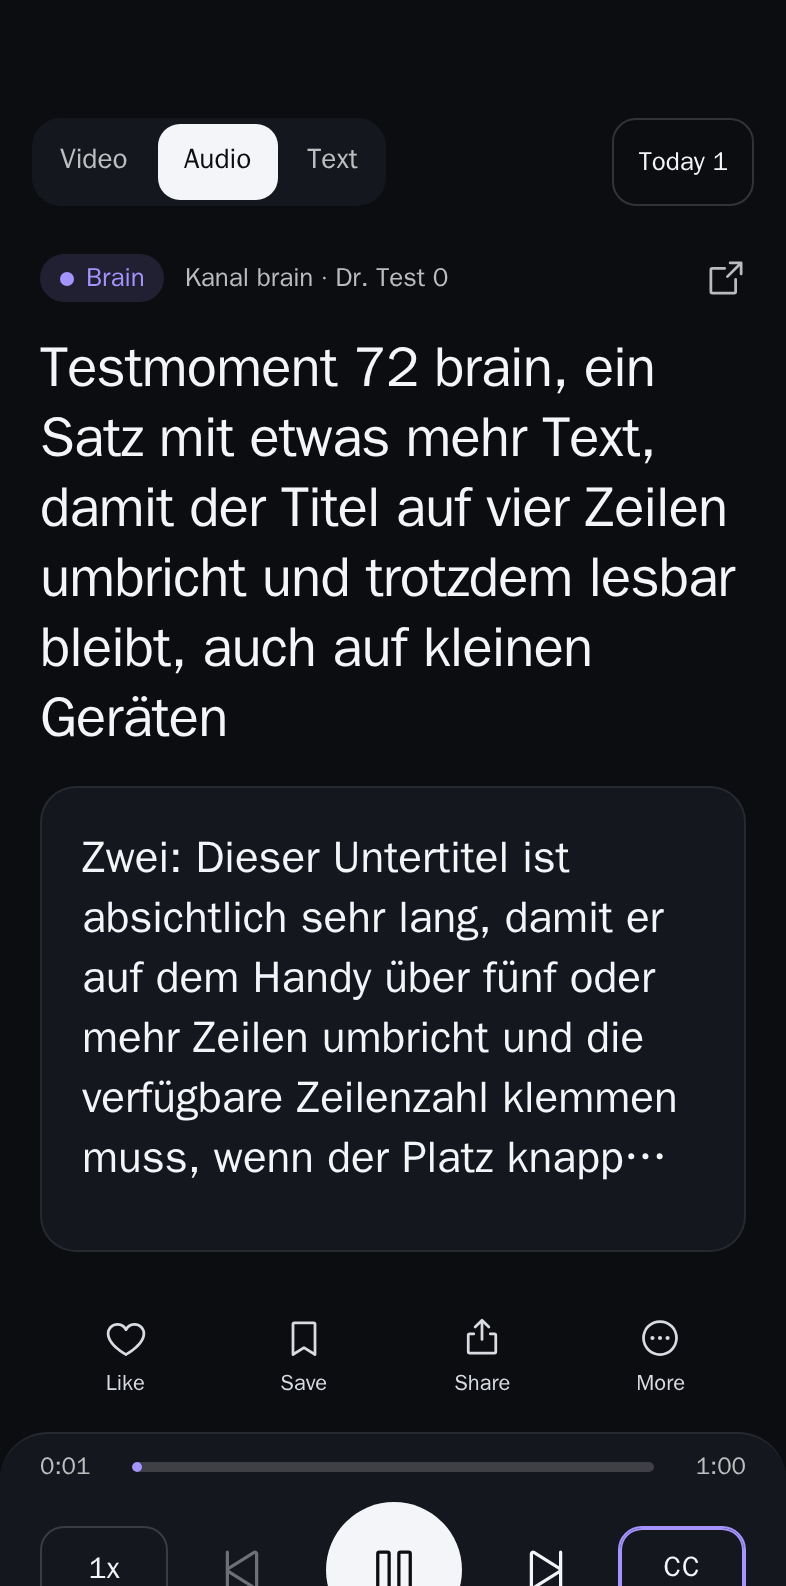 Video Audio Text Today 1
Brain Kanal brain · Dr. Test 0
Testmoment 72 brain, ein
Satz mit etwas mehr Text,
damit der Titel auf vier Zeilen
umbricht und trotzdem lesbar
bleibt, auch auf kleinen
Geräten
Zwei: Dieser Untertitel ist
absichtlich sehr lang, damit er
auf dem Handy über fünf oder
mehr Zeilen umbricht und die
verfügbare Zeilenzahl klemmen
muss, wenn der Platz knapp…
Like Save Share More
0:01 1:00
1x CC